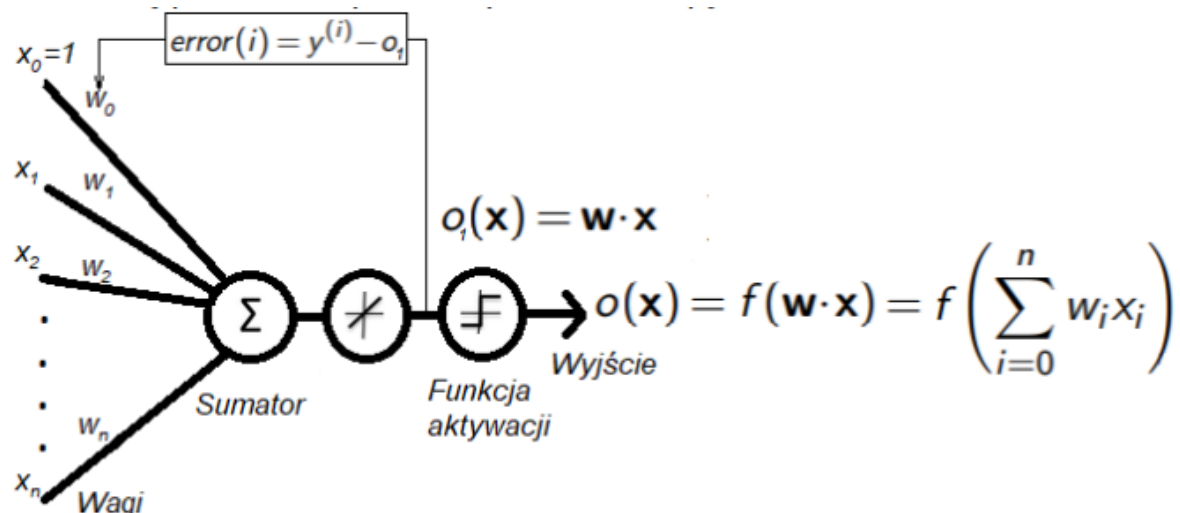 error(i) = y⁽ⁱ⁾ − o₁
x₀=1
w₀
x₁
w₁
o₁(x) = w·x
x₂
w₂
Σ
o(x) = f(w·x) = f(∑ⁿᵢ₌₀ wᵢxᵢ)
Wyjście
Sumator
Funkcja
aktywacji
wₙ
xₙ
Wagi